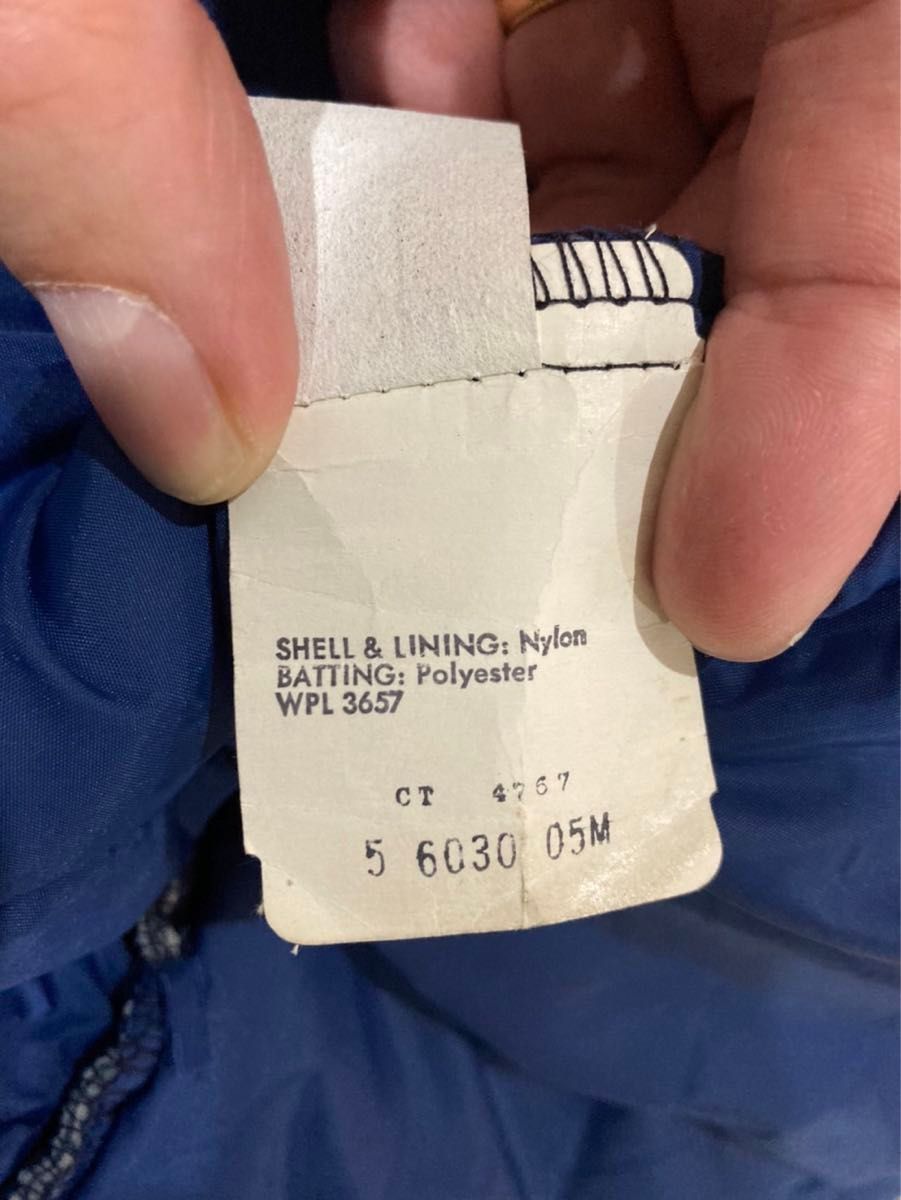 SHELL & LINING: Nylon
BATTING: Polyester
WPL 3657
CT 4767
5 6030 05M